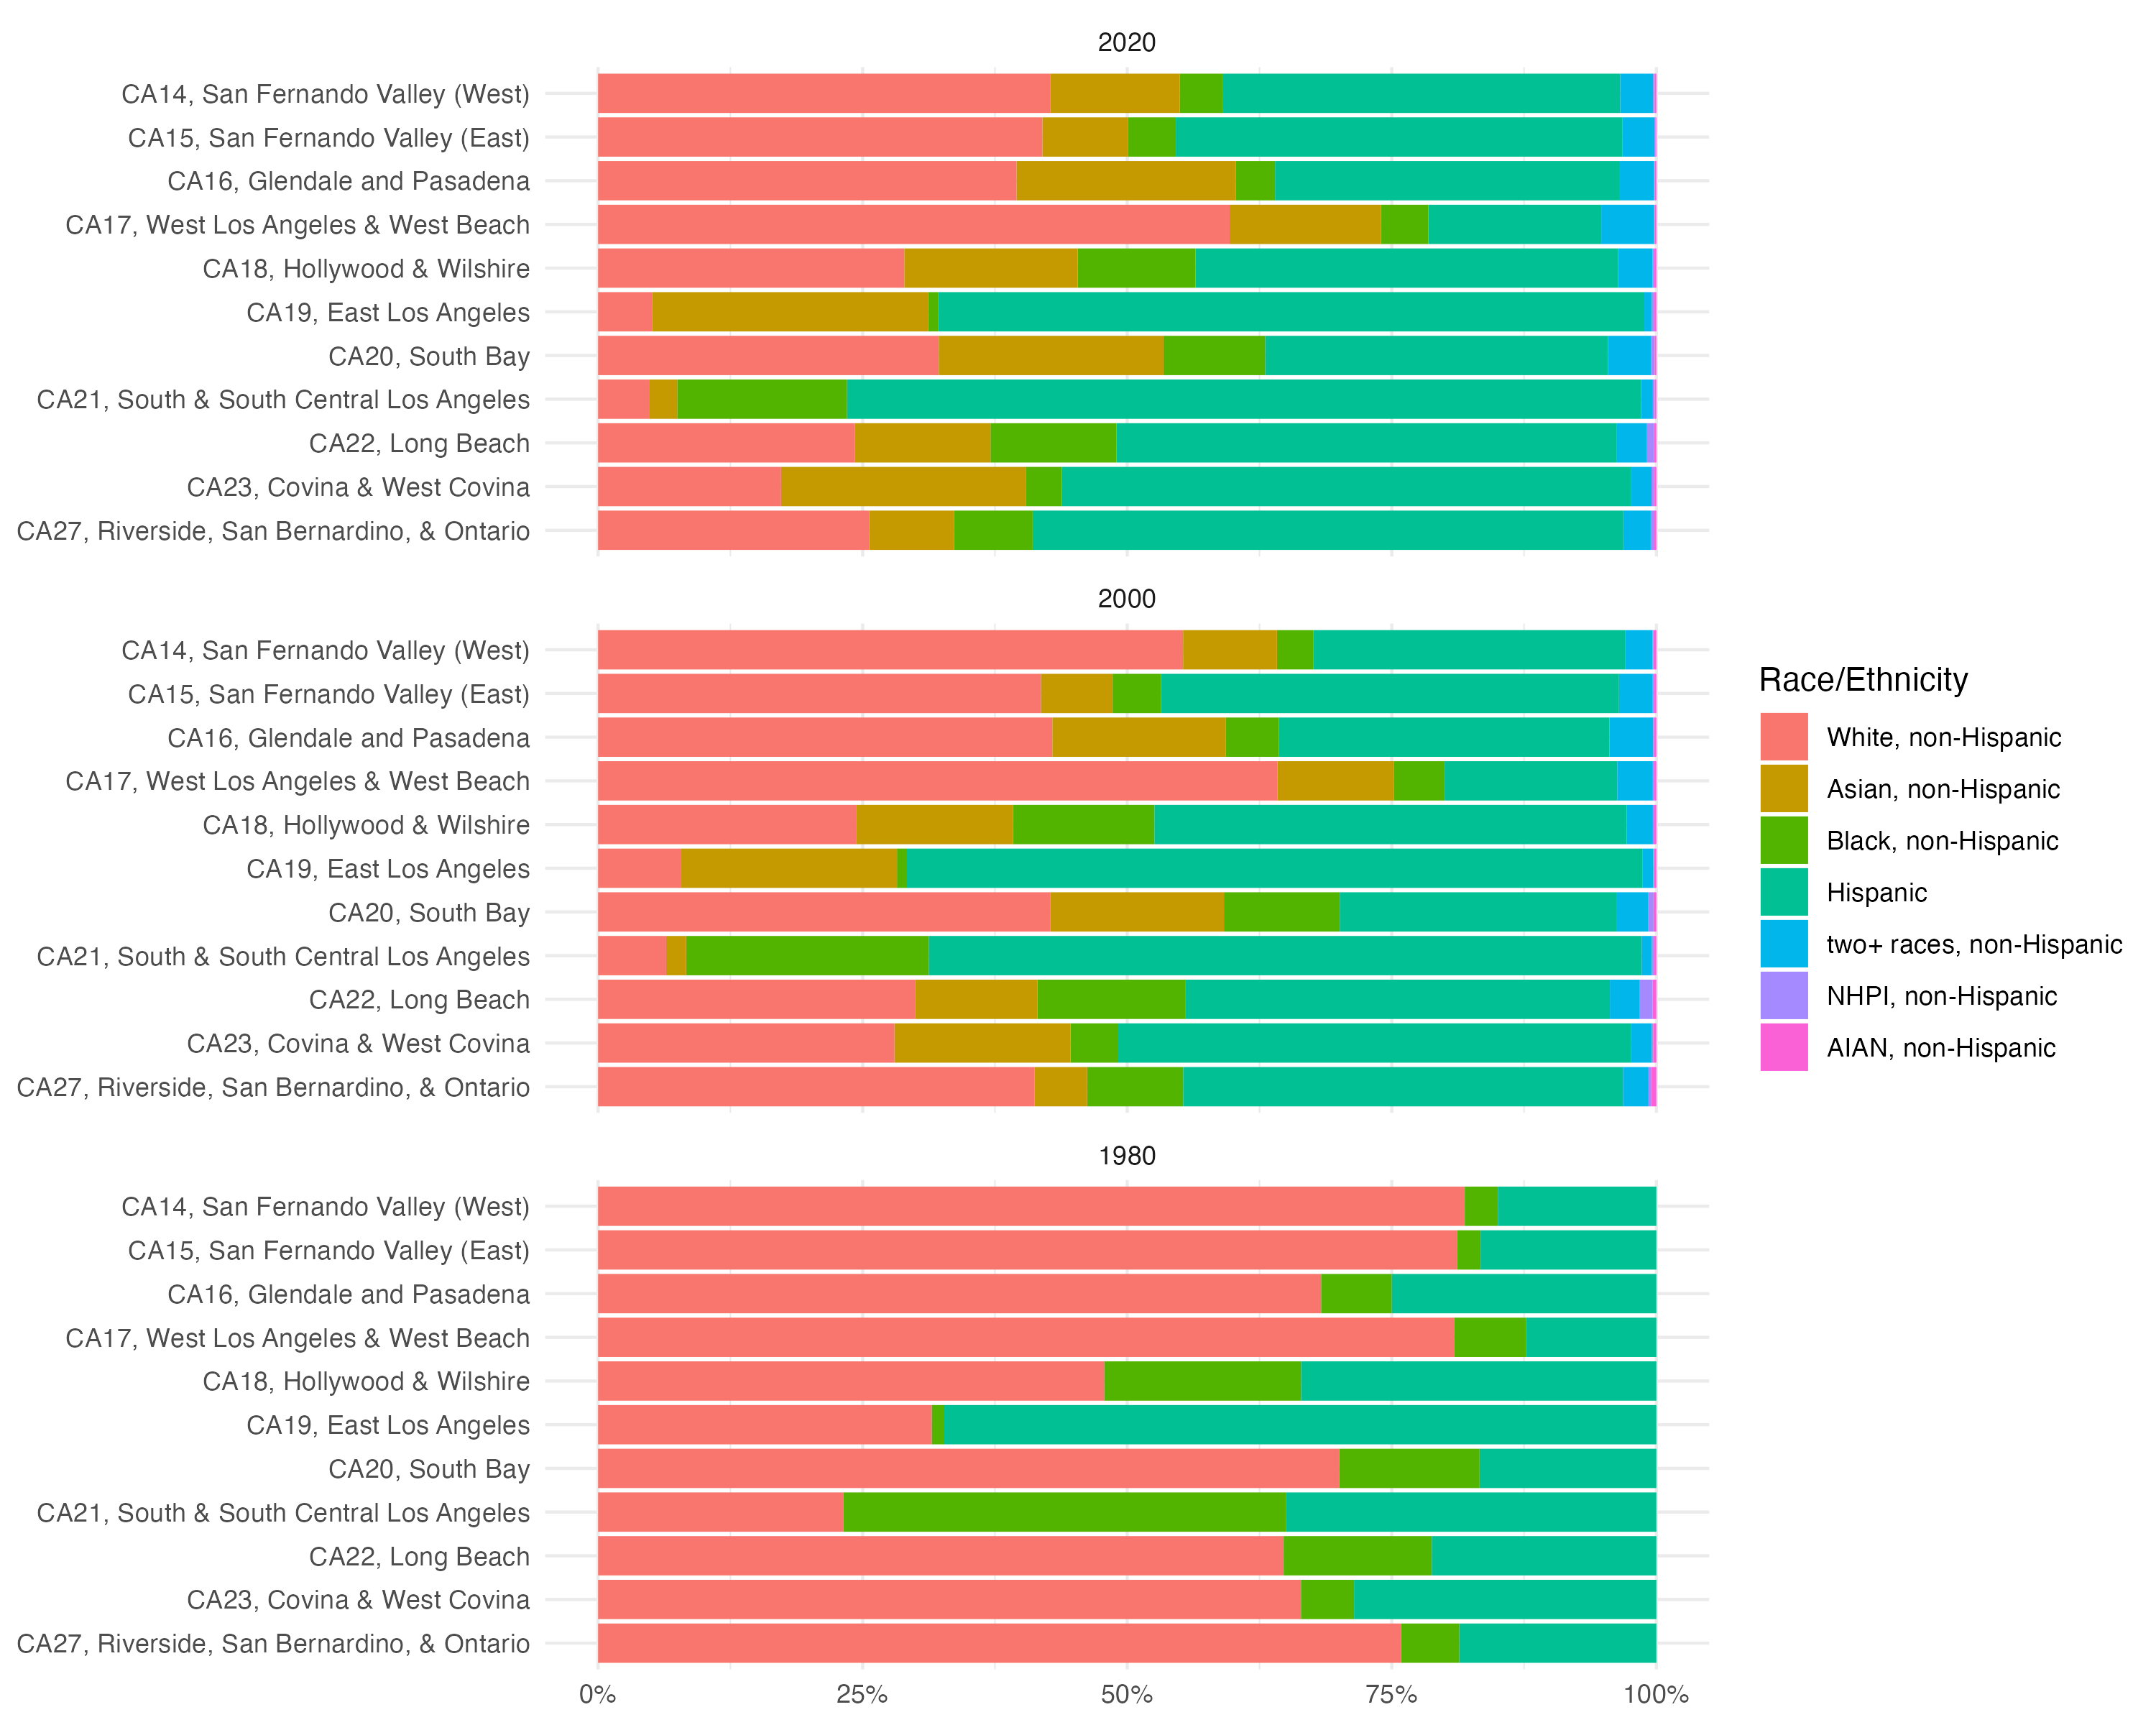 2020
CA14, San Fernando Valley (West)
CA15, San Fernando Valley (East)
CA16, Glendale and Pasadena
CA17, West Los Angeles & West Beach
CA18, Hollywood & Wilshire
CA19, East Los Angeles
CA20, South Bay
CA21, South & South Central Los Angeles
CA22, Long Beach
CA23, Covina & West Covina
CA27, Riverside, San Bernardino, & Ontario
2000
CA14, San Fernando Valley (West)
CA15, San Fernando Valley (East)
CA16, Glendale and Pasadena
CA17, West Los Angeles & West Beach
CA18, Hollywood & Wilshire
CA19, East Los Angeles
CA20, South Bay
CA21, South & South Central Los Angeles
CA22, Long Beach
CA23, Covina & West Covina
CA27, Riverside, San Bernardino, & Ontario
1980
CA14, San Fernando Valley (West)
CA15, San Fernando Valley (East)
CA16, Glendale and Pasadena
CA17, West Los Angeles & West Beach
CA18, Hollywood & Wilshire
CA19, East Los Angeles
CA20, South Bay
CA21, South & South Central Los Angeles
CA22, Long Beach
CA23, Covina & West Covina
CA27, Riverside, San Bernardino, & Ontario
0% 25% 50% 75% 100%
Race/Ethnicity
White, non-Hispanic
Asian, non-Hispanic
Black, non-Hispanic
Hispanic
two+ races, non-Hispanic
NHPI, non-Hispanic
AIAN, non-Hispanic